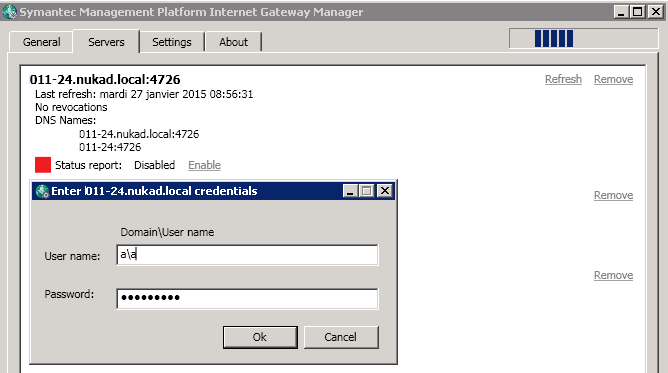 Symantec Management Platform Internet Gateway Manager
General Servers Settings About
011-24.nukad.local:4726 Refresh Remove
Last refresh: mardi 27 janvier 2015 08:56:31
No revocations
DNS Names:
011-24.nukad.local:4726
011-24:4726
Status report: Disabled Enable
Enter 011-24.nukad.local credentials
Remove
Domain\User name
User name: a\a
Remove
Password: •••••••••
Ok Cancel